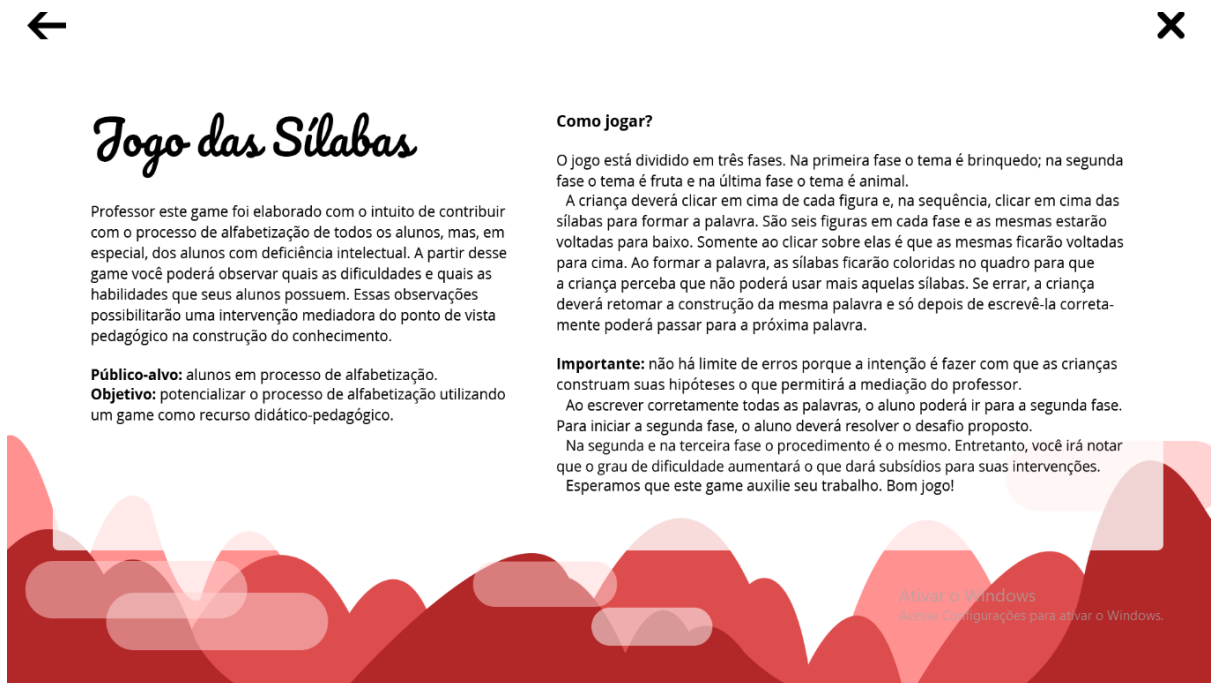 Jogo das Sílabas
Professor este game foi elaborado com o intuito de contribuir
com o processo de alfabetização de todos os alunos, mas, em
especial, dos alunos com deficiência intelectual. A partir desse
game você poderá observar quais as dificuldades e quais as
habilidades que seus alunos possuem. Essas observações
possibilitarão uma intervenção mediadora do ponto de vista
pedagógico na construção do conhecimento.
Público-alvo: alunos em processo de alfabetização.
Objetivo: potencializar o processo de alfabetização utilizando
um game como recurso didático-pedagógico.
Como jogar?
O jogo está dividido em três fases. Na primeira fase o tema é brinquedo; na segunda
fase o tema é fruta e na última fase o tema é animal.
A criança deverá clicar em cima de cada figura e, na sequência, clicar em cima das
sílabas para formar a palavra. São seis figuras em cada fase e as mesmas estarão
voltadas para baixo. Somente ao clicar sobre elas é que as mesmas ficarão voltadas
para cima. Ao formar a palavra, as sílabas ficarão coloridas no quadro para que
a criança perceba que não poderá usar mais aquelas sílabas. Se errar, a criança
deverá retomar a construção da mesma palavra e só depois de escrevê-la correta-
mente poderá passar para a próxima palavra.
Importante: não há limite de erros porque a intenção é fazer com que as crianças
construam suas hipóteses o que permitirá a mediação do professor.
Ao escrever corretamente todas as palavras, o aluno poderá ir para a segunda fase.
Para iniciar a segunda fase, o aluno deverá resolver o desafio proposto.
Na segunda e na terceira fase o procedimento é o mesmo. Entretanto, você irá notar
que o grau de dificuldade aumentará o que dará subsídios para suas intervenções.
Esperamos que este game auxilie seu trabalho. Bom jogo!
Ativar o Windows
Acesse Configurações para ativar o Windows.